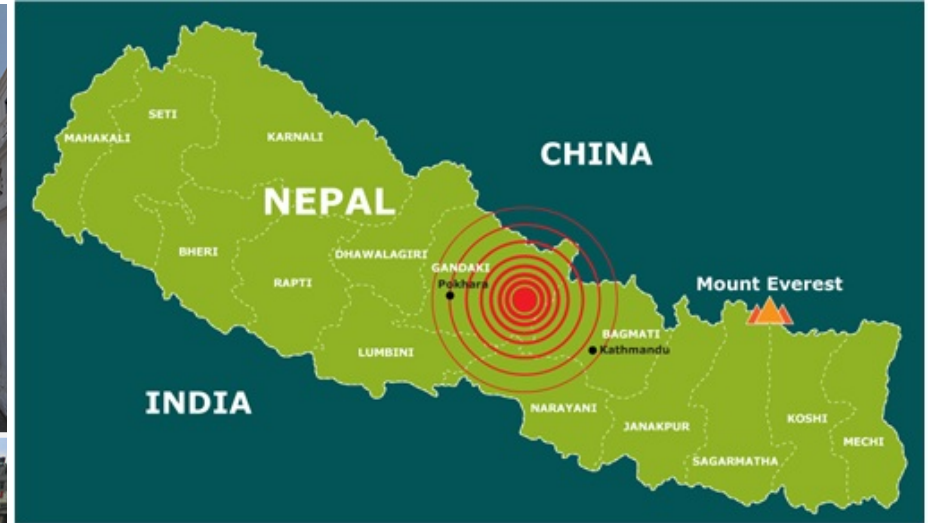 SETI
MAHAKALI
KARNALI
CHINA
NEPAL
BHERI
DHAWALAGIRI
RAPTI
GANDAKI
Pokhara
Mount Everest
BAGMATI
LUMBINI
Kathmandu
INDIA
NARAYANI
JANAKPUR
KOSHI
MECHI
SAGARMATHA